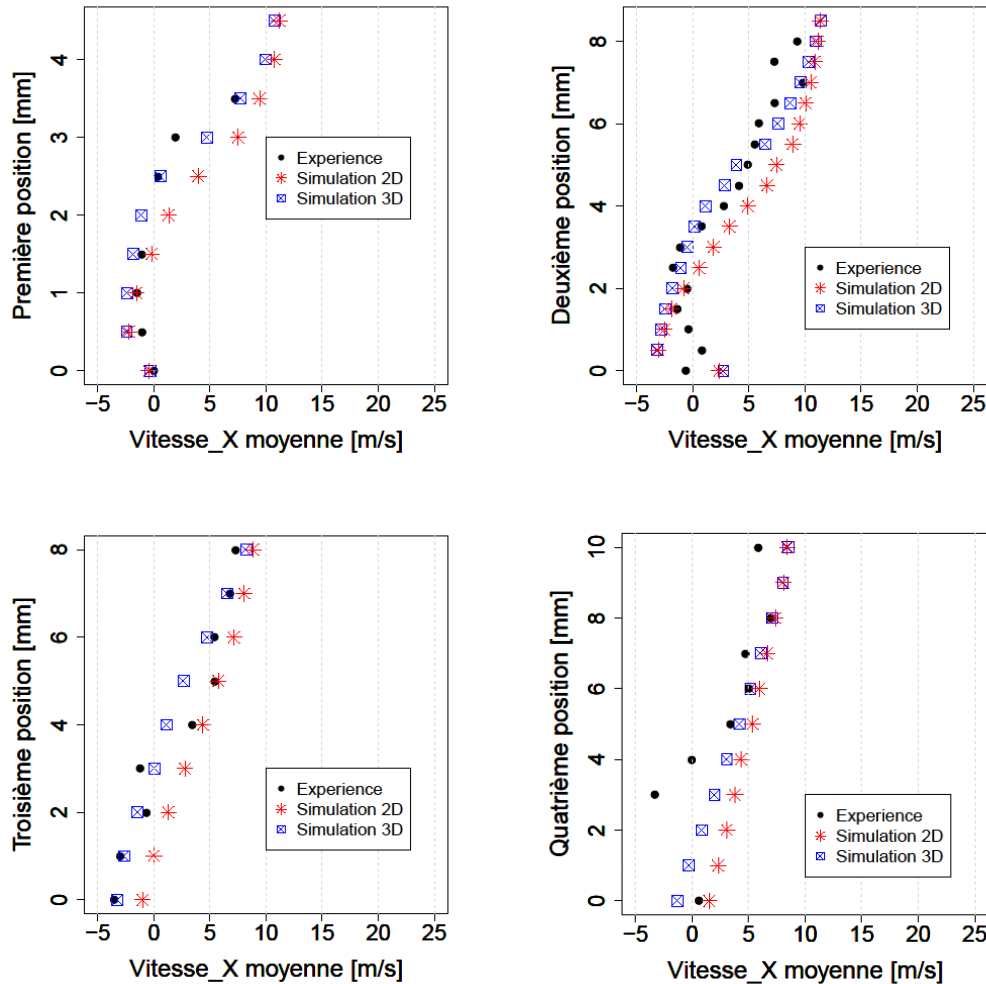 Première position [mm]
4
3
2
1
0
Experience
Simulation 2D
Simulation 3D
−5 0 5 10 15 20 25
Vitesse_X moyenne [m/s]
Deuxième position [mm]
8
6
4
2
0
Experience
Simulation 2D
Simulation 3D
−5 0 5 10 15 20 25
Vitesse_X moyenne [m/s]
Troisième position [mm]
8
6
4
2
0
Experience
Simulation 2D
Simulation 3D
−5 0 5 10 15 20 25
Vitesse_X moyenne [m/s]
Quatrième position [mm]
10
8
6
4
2
0
Experience
Simulation 2D
Simulation 3D
−5 0 5 10 15 20 25
Vitesse_X moyenne [m/s]